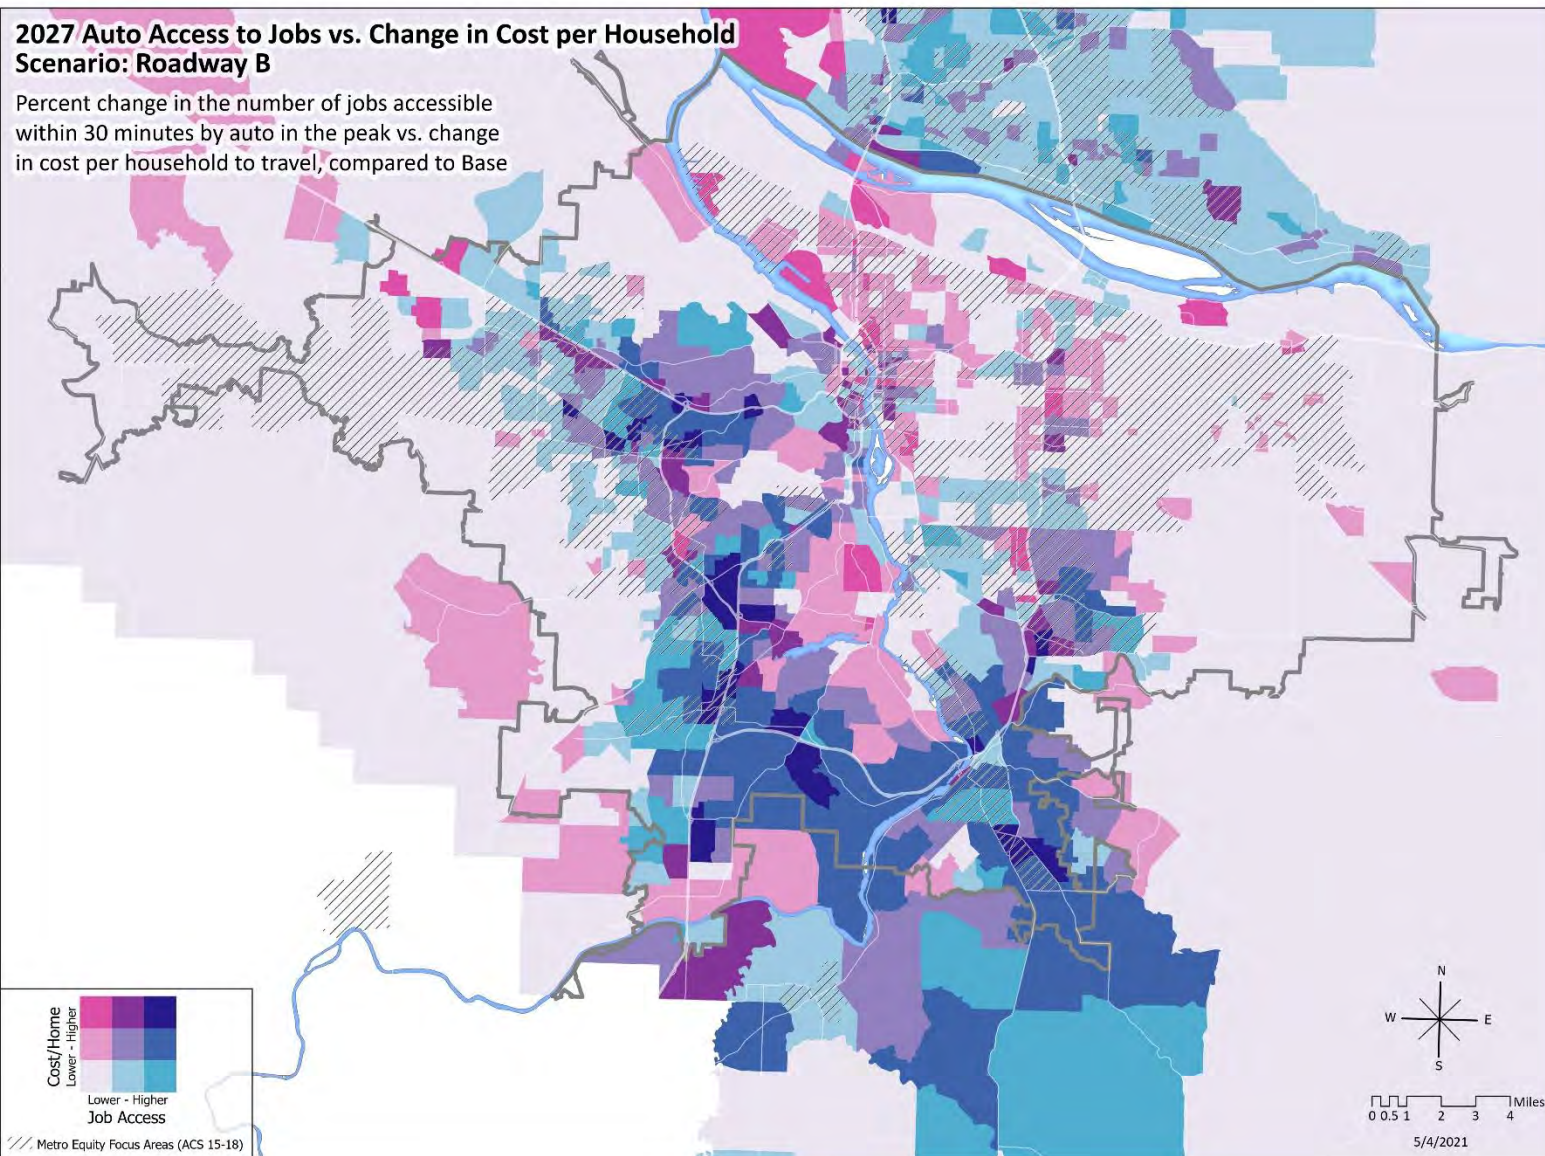 2027 Auto Access to Jobs vs. Change in Cost per Household
Scenario: Roadway B
Percent change in the number of jobs accessible
within 30 minutes by auto in the peak vs. change
in cost per household to travel, compared to Base
Cost/Home
Lower - Higher
Lower - Higher
Job Access
Metro Equity Focus Areas (ACS 15-18)
N
W
E
S
Miles
0 0.5 1 2 3 4
5/4/2021